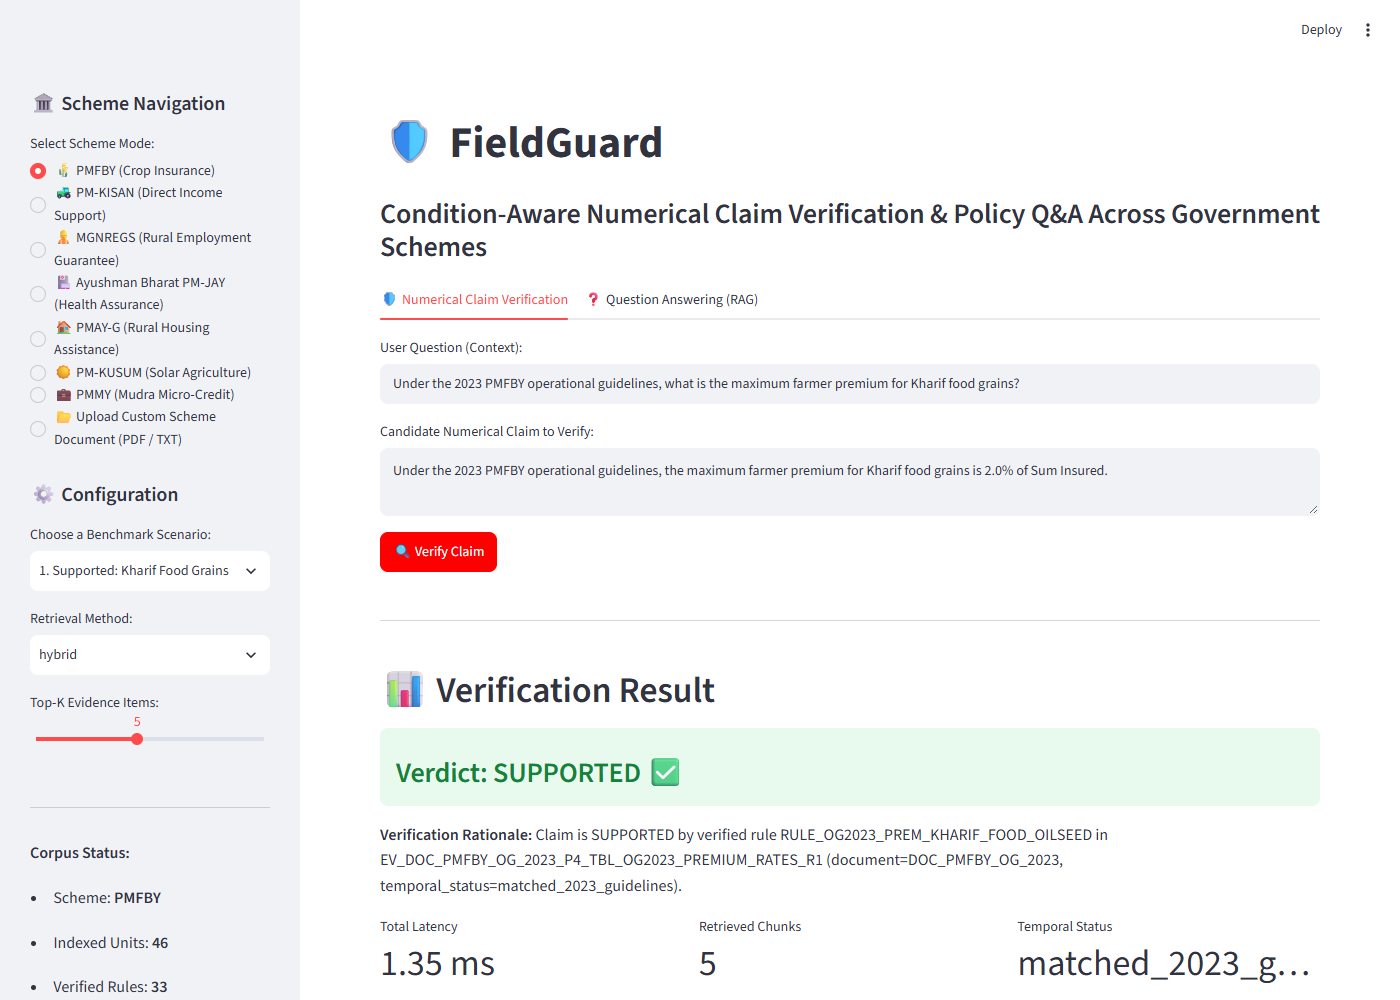 Deploy
Scheme Navigation
Select Scheme Mode:
PMFBY (Crop Insurance)
PM-KISAN (Direct Income
Support)
MGNREGS (Rural Employment
Guarantee)
Ayushman Bharat PM-JAY
(Health Assurance)
PMAY-G (Rural Housing
Assistance)
PM-KUSUM (Solar Agriculture)
PMMY (Mudra Micro-Credit)
Upload Custom Scheme
Document (PDF / TXT)
Configuration
Choose a Benchmark Scenario:
1. Supported: Kharif Food Grains
Retrieval Method:
hybrid
Top-K Evidence Items:
5
Corpus Status:
• Scheme: PMFBY
• Indexed Units: 46
• Verified Rules: 33
FieldGuard
Condition-Aware Numerical Claim Verification & Policy Q&A Across Government
Schemes
Numerical Claim Verification
Question Answering (RAG)
User Question (Context):
Under the 2023 PMFBY operational guidelines, what is the maximum farmer premium for Kharif food grains?
Candidate Numerical Claim to Verify:
Under the 2023 PMFBY operational guidelines, the maximum farmer premium for Kharif food grains is 2.0% of Sum Insured.
Verify Claim
Verification Result
Verdict: SUPPORTED
Verification Rationale: Claim is SUPPORTED by verified rule RULE_OG2023_PREM_KHARIF_FOOD_OILSEED in
EV_DOC_PMFBY_OG_2023_P4_TBL_OG2023_PREMIUM_RATES_R1 (document=DOC_PMFBY_OG_2023,
temporal_status=matched_2023_guidelines).
Total Latency
1.35 ms
Retrieved Chunks
5
Temporal Status
matched_2023_g…